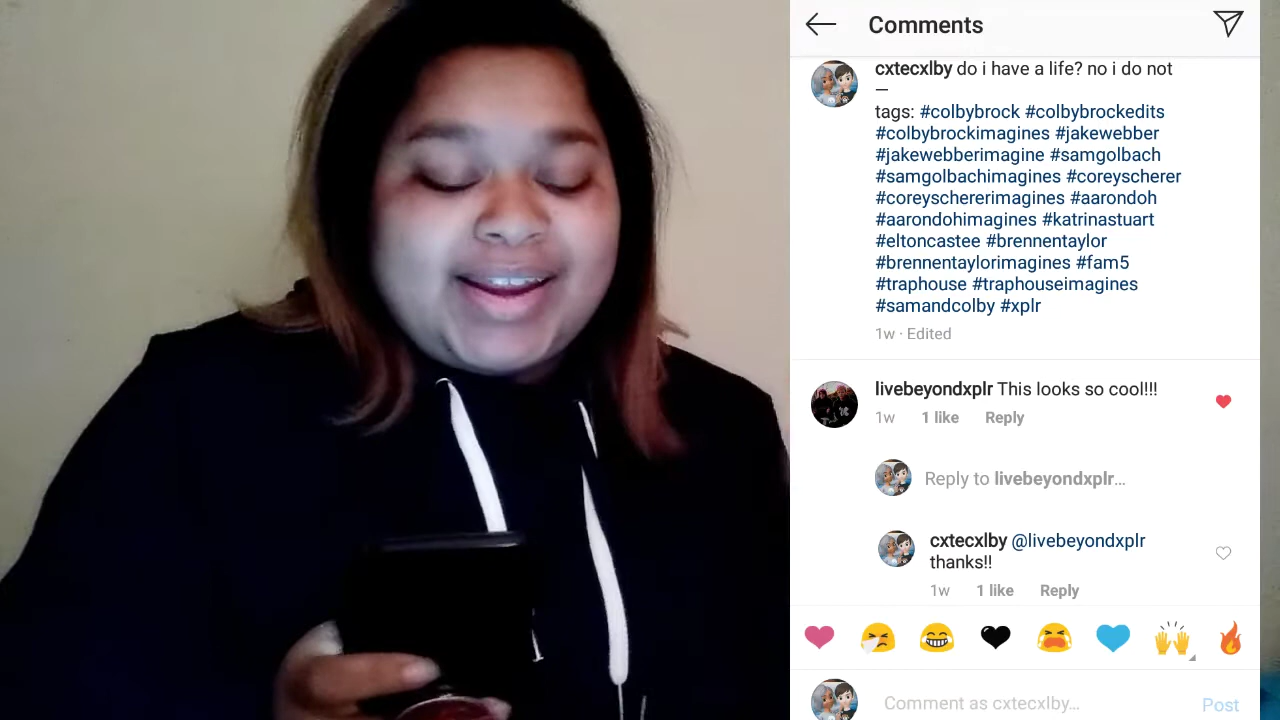 Comments
cxtecxlby do i have a life? no i do not
—
tags: #colbybrock #colbybrockedits
#colbybrockimagines #jakewebber
#jakewebberimagine #samgolbach
#samgolbachimagines #coreyscherer
#coreyschererimagines #aarondoh
#aarondohimagines #katrinastuart
#eltoncastee #brennentaylor
#brennentaylorimagines #fam5
#traphouse #traphouseimagines
#samandcolby #xplr
1w · Edited
livebeyondxplr This looks so cool!!!
1w 1 like Reply
Reply to livebeyondxplr...
cxtecxlby @livebeyondxplr
thanks!!
1w 1 like Reply
Comment as cxtecxlby... Post